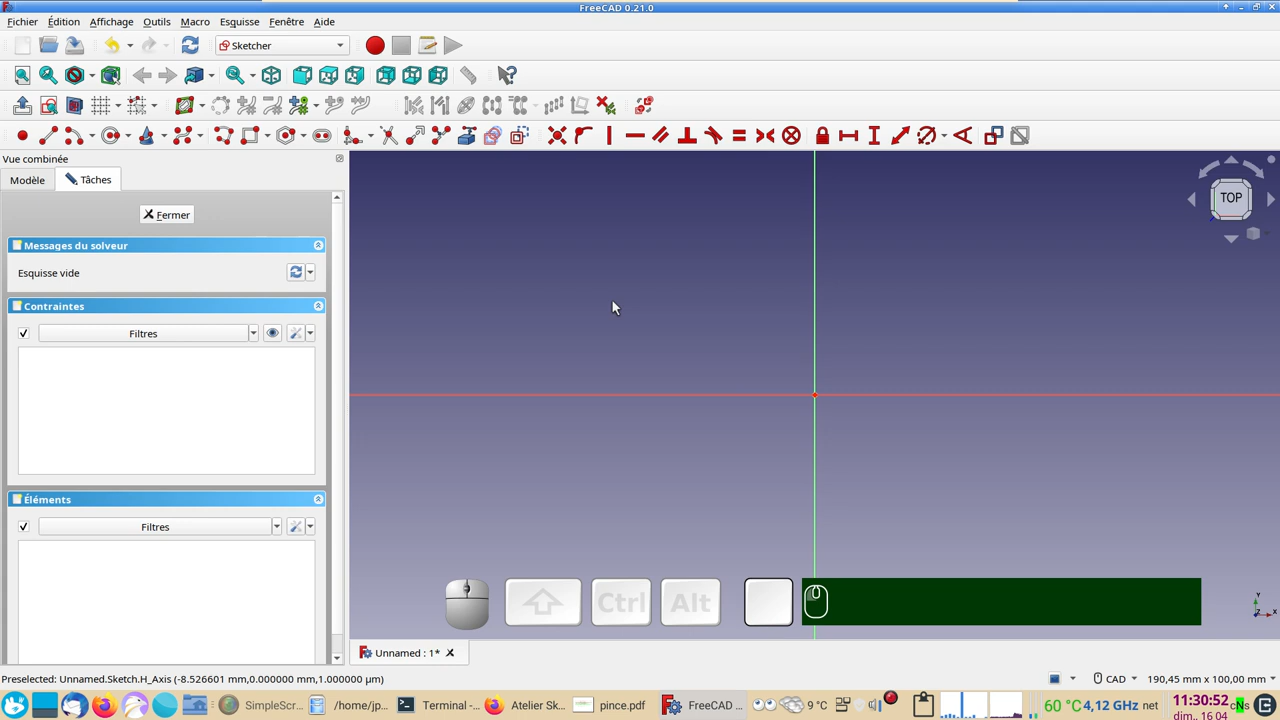 FreeCAD 0.21.0
Fichier Édition Affichage Outils Macro Esquisse Fenêtre Aide
Sketcher
Vue combinée
Modèle Tâches
TOP
Fermer
Messages du solveur
Esquisse vide
Contraintes
Filtres
Éléments
Filtres
Ctrl Alt
Y
X
Unnamed : 1*
Preselected: Unnamed.Sketch.H_Axis (-8.526601 mm,0.000000 mm,1.000000 µm) CAD 190,45 mm x 100,00 mm
SimpleScr... /home/jp... Terminal -... Atelier Sk... pince.pdf FreeCAD ... 9 °C 60 °C 4,12 GHz net 11:30:52
dim., 16 04